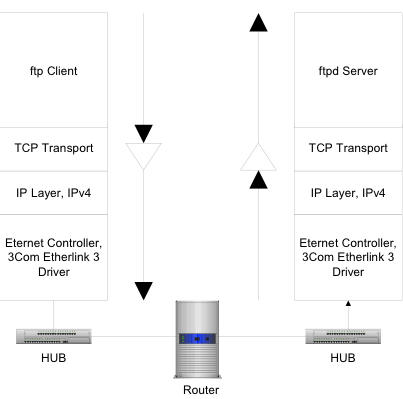 ftp Client
TCP Transport
IP Layer, IPv4
Eternet Controller,
3Com Etherlink 3
Driver
HUB
ftpd Server
TCP Transport
IP Layer, IPv4
Eternet Controller,
3Com Etherlink 3
Driver
HUB
Router